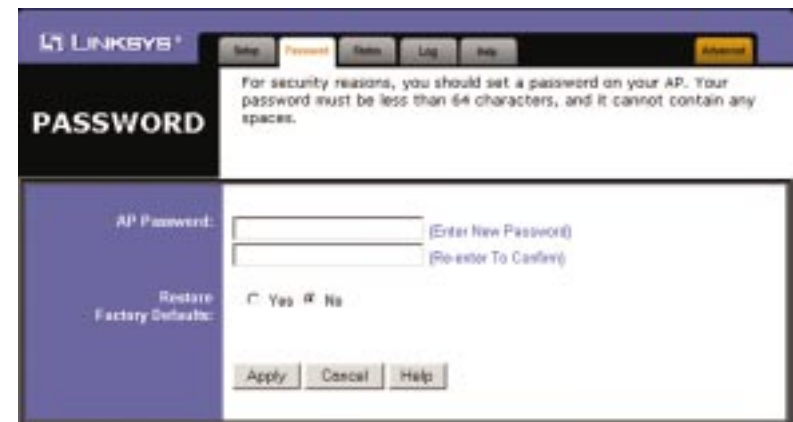 LINKSYS®
Setup Password Status Log Help Advanced
PASSWORD
For security reasons, you should set a password on your AP. Your
password must be less than 64 characters, and it cannot contain any
spaces.
AP Password:
(Enter New Password)
(Re-enter To Confirm)
Restore
Factory Defaults:
Yes No
Apply Cancel Help